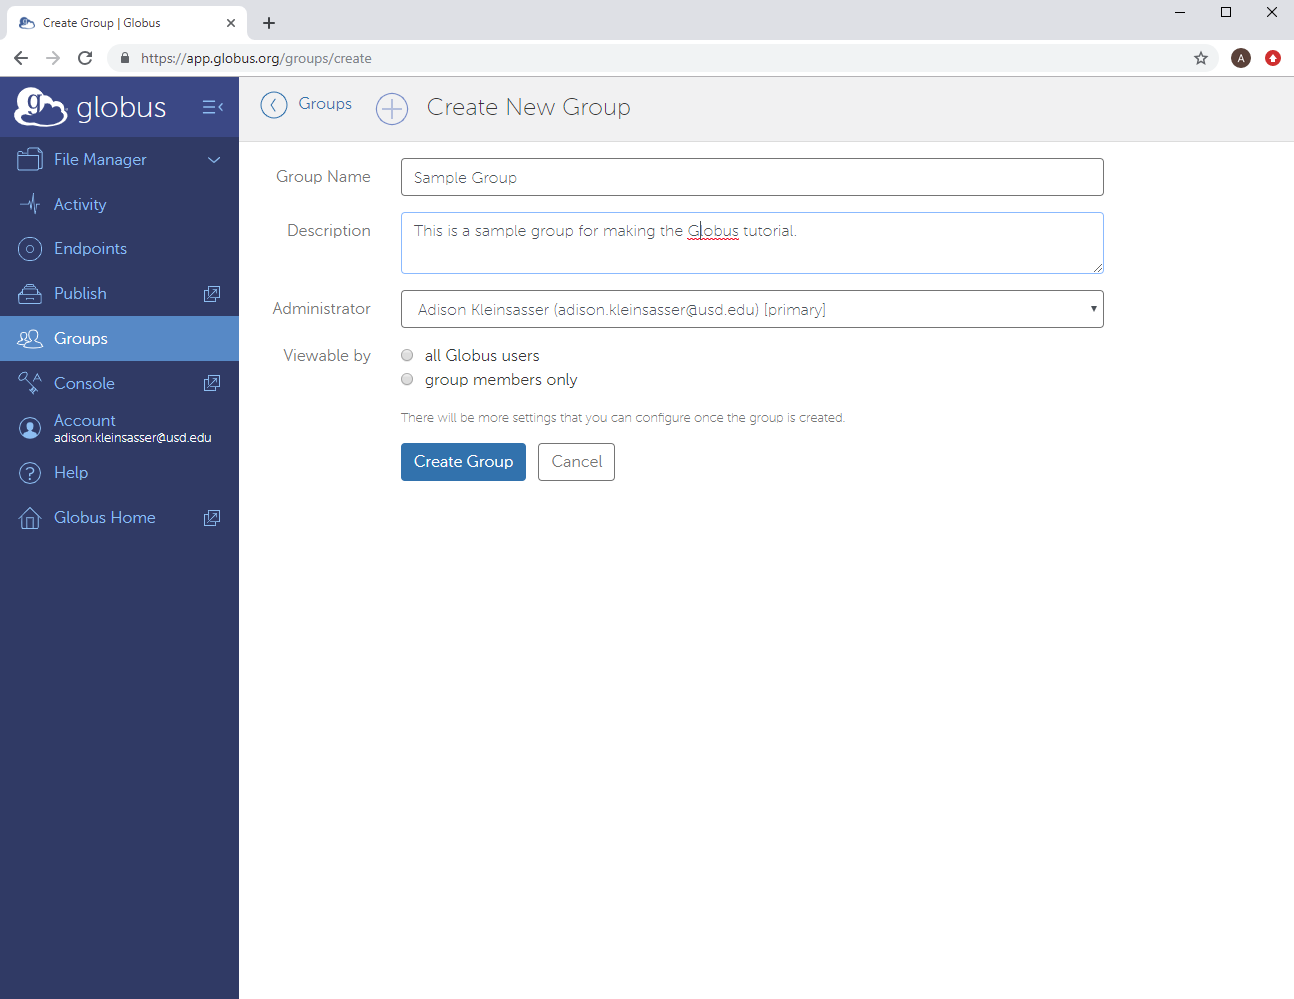 Create Group | Globus
https://app.globus.org/groups/create
A
g globus
Groups
Create New Group
File Manager
Activity
Endpoints
Publish
Groups
Console
Account
adison.kleinsasser@usd.edu
Help
Globus Home
Group Name
Sample Group
Description
This is a sample group for making the Globus tutorial.
Administrator
Adison Kleinsasser (adison.kleinsasser@usd.edu) [primary]
Viewable by
all Globus users
group members only
There will be more settings that you can configure once the group is created.
Create Group
Cancel